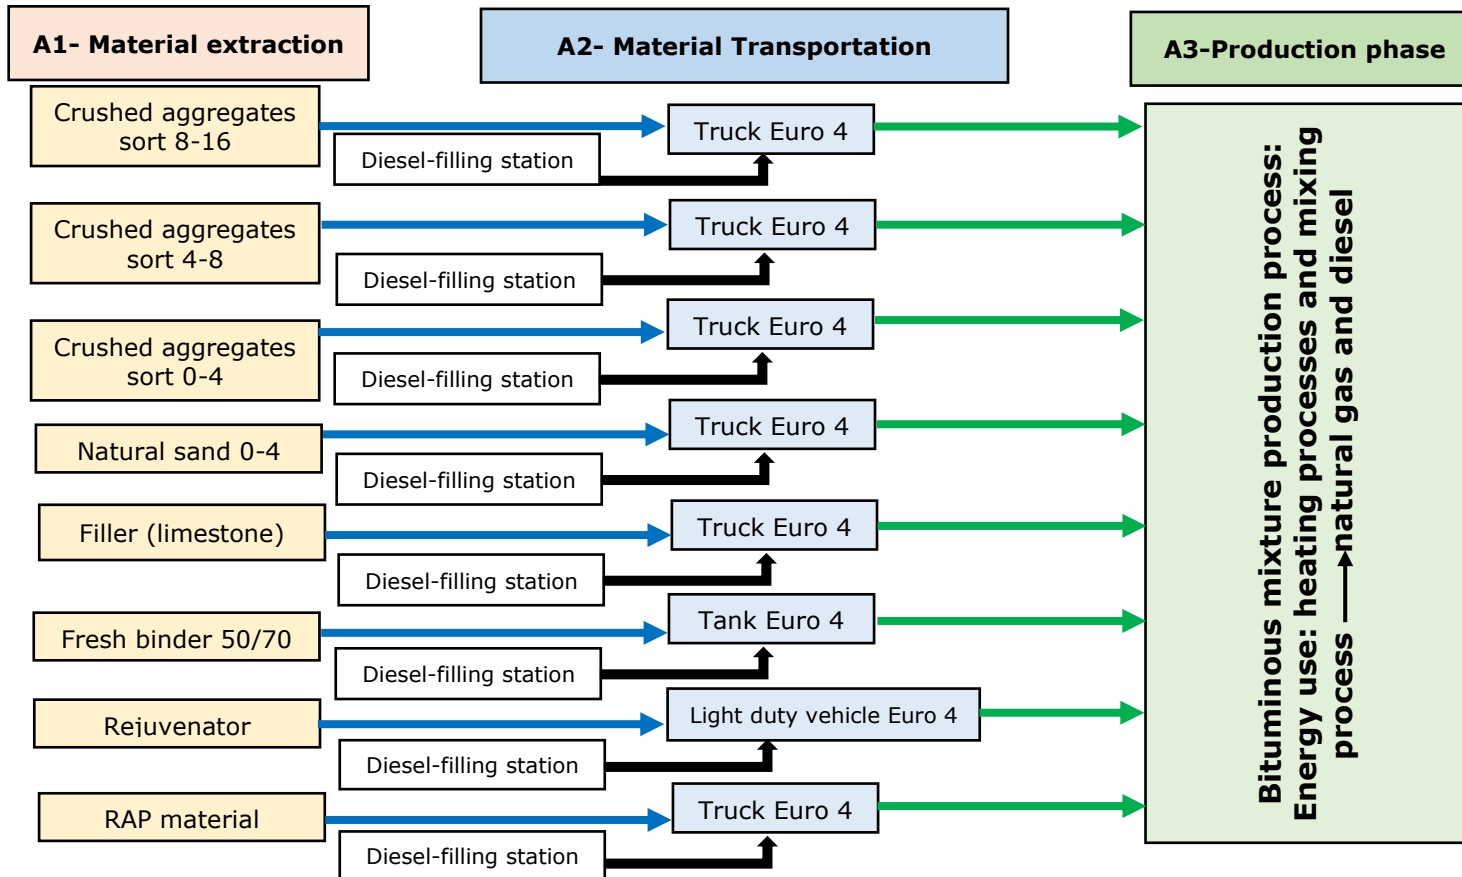 A1- Material extraction
A2- Material Transportation
A3-Production phase
Crushed aggregates
sort 8-16
Diesel-filling station
Truck Euro 4
Crushed aggregates
sort 4-8
Diesel-filling station
Truck Euro 4
Crushed aggregates
sort 0-4
Diesel-filling station
Truck Euro 4
Natural sand 0-4
Diesel-filling station
Truck Euro 4
Filler (limestone)
Diesel-filling station
Truck Euro 4
Fresh binder 50/70
Diesel-filling station
Tank Euro 4
Rejuvenator
Diesel-filling station
Light duty vehicle Euro 4
RAP material
Diesel-filling station
Truck Euro 4
Bituminous mixture production process:
Energy use: heating processes and mixing
process → natural gas and diesel